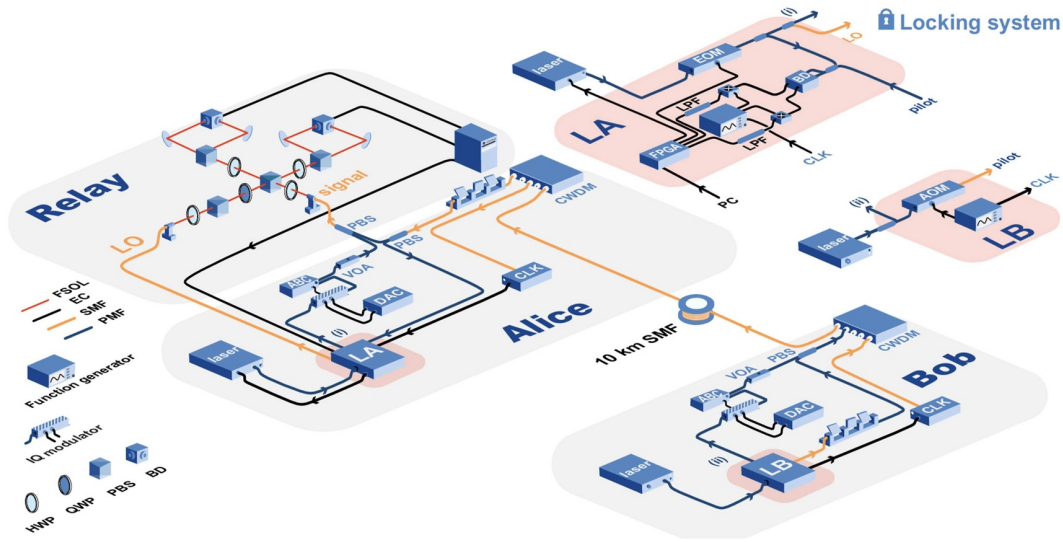 Locking system
(i)
LO
laser
EOM
BD
LPF
pilot
LA
FPGA
LPF
CLK
PC
pilot
(ii)
AOM
CLK
laser
LB
Relay
signal
LO
CWDM
PBS
PBS
VOA
ABC
DAC
CLK
(i)
LA
laser
Alice
10 km SMF
FSOL
EC
SMF
PMF
Function generator
IQ modulator
HWP
QWP
PBS
BD
CWDM
PBS
VOA
ABC
DAC
CLK
(ii)
LB
laser
Bob